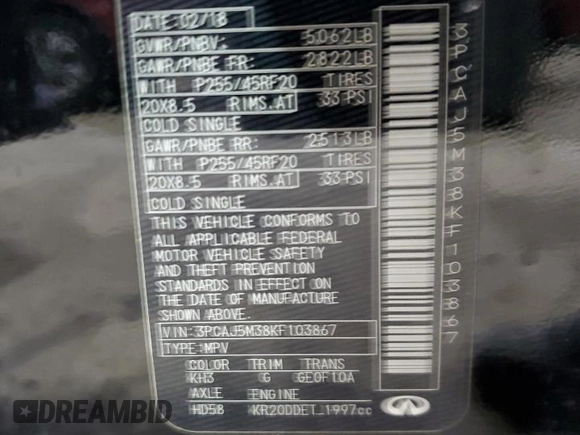 DATE:02/18
GVWR/PNBV: 5062LB
GAWR/PNBE FR: 2822LB
WITH P255/45RF20 TIRES
20X8.5 RIMS.AT 33 PSI
COLD SINGLE
GAWR/PNBE RR: 2513LB
WITH P255/45RF20 TIRES
20X8.5 RIMS.AT 33 PSI
COLD SINGLE
THIS VEHICLE CONFORMS TO
ALL APPLICABLE FEDERAL
MOTOR VEHICLE SAFETY
AND THEFT PREVENTION
STANDARDS IN EFFECT ON
THE DATE OF MANUFACTURE
SHOWN ABOVE.
VIN:3PCAJ5M38KF103867
TYPE:MPV
COLOR TRIM TRANS
KH3 G GE0F10A
AXLE ENGINE
HD58 KR20DDET_1997cc
3PCAJ5M38KF103867
DREAMBID